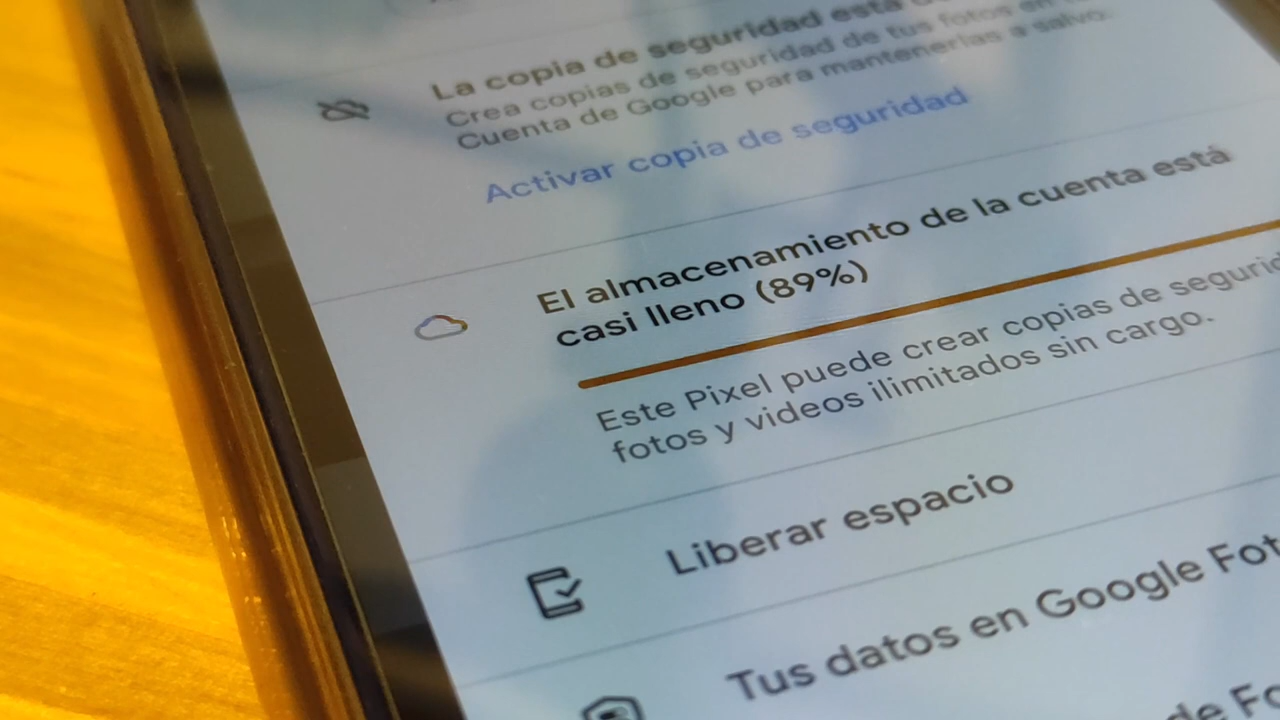 La copia de seguridad está
Crea copias de seguridad de tus fotos en
Cuenta de Google para mantenerlas a salvo.
Activar copia de seguridad
El almacenamiento de la cuenta está
casi lleno (89%)
Este Pixel puede crear copias de
fotos y videos ilimitados sin cargo.
Liberar espacio
Tus datos en Google
de